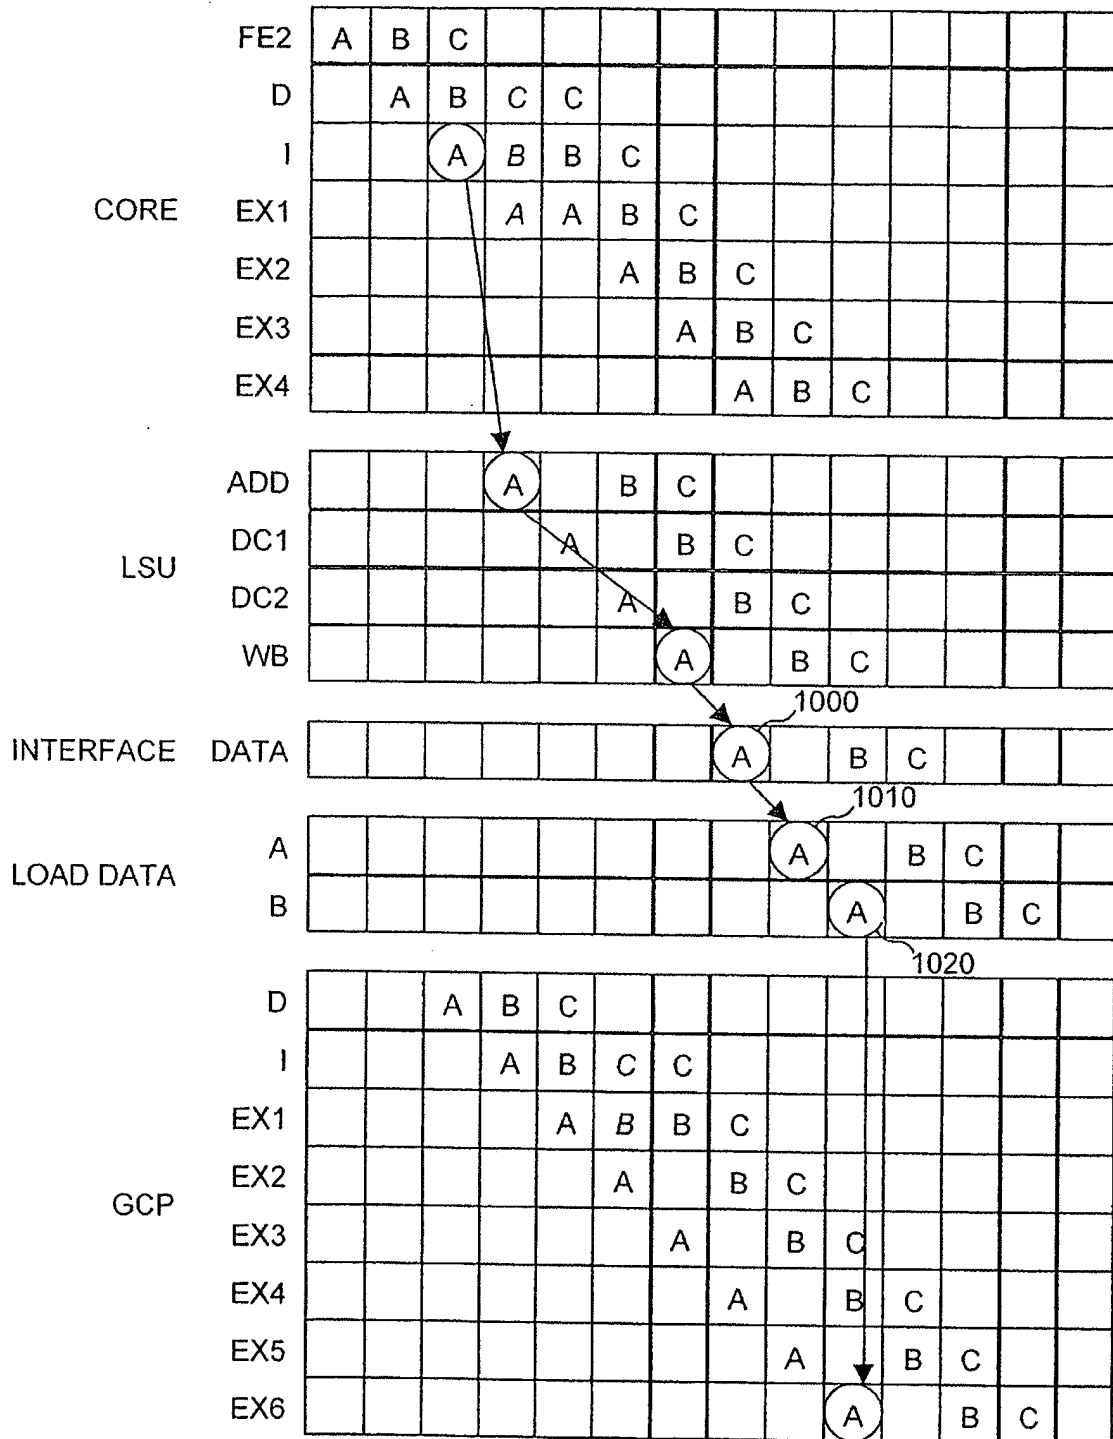 FE2 A B C
D A B C C
I A B B C
CORE EX1 A A B C
EX2 A B C
EX3 A B C
EX4 A B C
ADD A B C
DC1 A B C
LSU
DC2 A B C
WB A B C
1000
INTERFACE DATA A B C
1010
A A B C
LOAD DATA
B A B C
1020
D A B C
I A B C C
EX1 A B B C
EX2 A B C
GCP
EX3 A B C
EX4 A B C
EX5 A B C
EX6 A B C